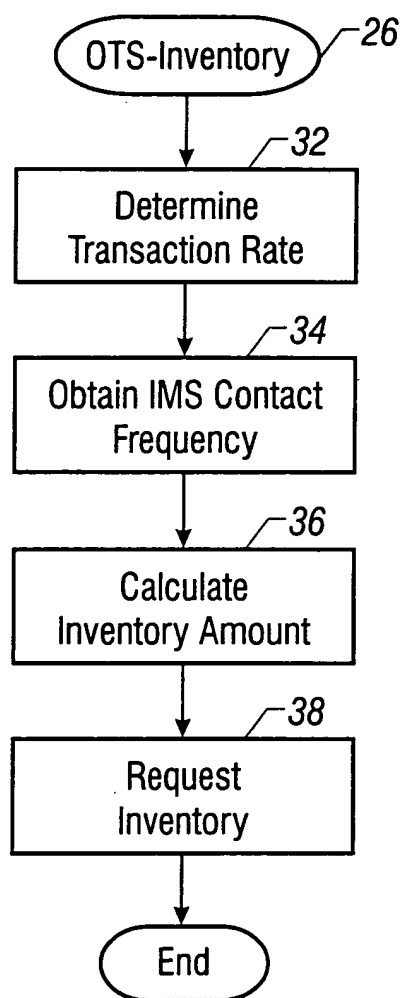 OTS-Inventory
26
32
Determine
Transaction Rate
34
Obtain IMS Contact
Frequency
36
Calculate
Inventory Amount
38
Request
Inventory
End